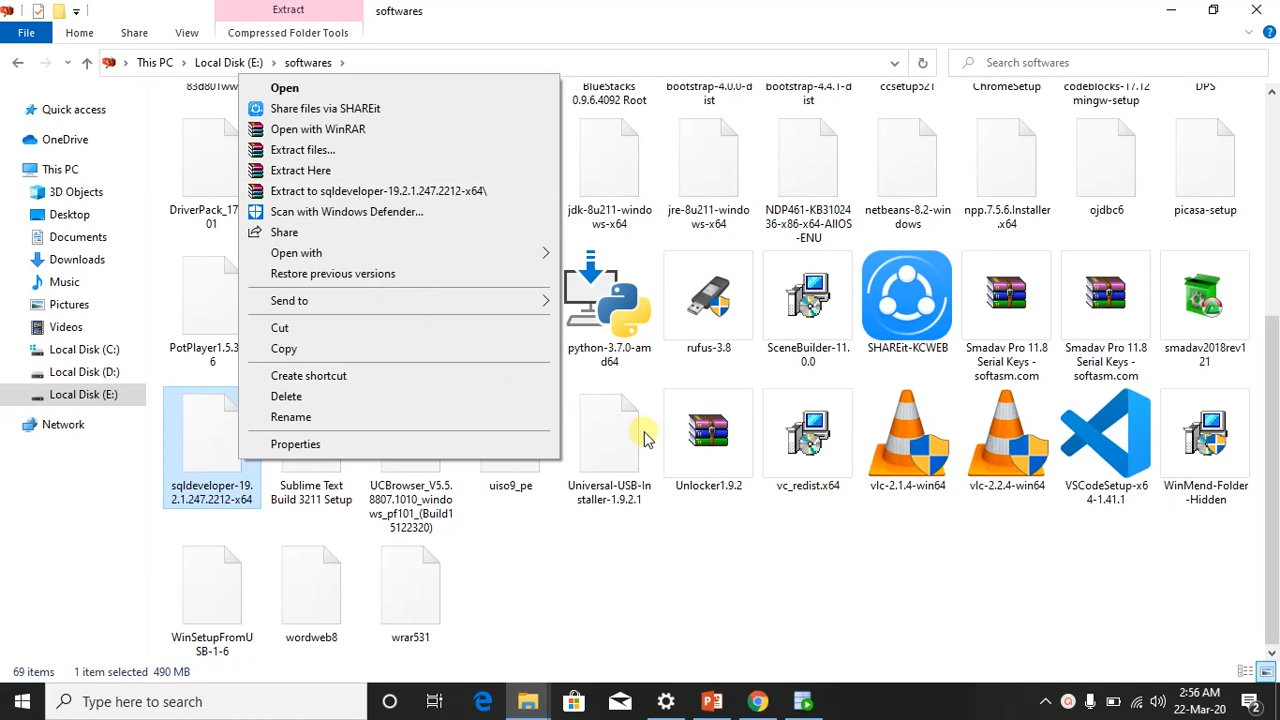 Extract
softwares
File
Home
Share
View
Compressed Folder Tools
This PC
Local Disk (E:)
softwares
Search softwares
Quick access
OneDrive
This PC
3D Objects
Desktop
Documents
Downloads
Music
Pictures
Videos
Local Disk (C:)
Local Disk (D:)
Local Disk (E:)
Network
Open
Share files via SHAREit
Open with WinRAR
Extract files...
Extract Here
Extract to sqldeveloper-19.2.1.247.2212-x64\
Scan with Windows Defender...
Share
Open with
Restore previous versions
Send to
Cut
Copy
Create shortcut
Delete
Rename
Properties
83d801ww
BlueStacks
0.9.6.4092 Root
bootstrap-4.0.0-d
ist
bootstrap-4.4.1-d
ist
ccsetup521
ChromeSetup
codeblocks-17.12
mingw-setup
DPS
DriverPack_17
01
jdk-8u211-windo
ws-x64
jre-8u211-windo
ws-x64
NDP461-KB31024
36-x86-x64-AllOS
-ENU
netbeans-8.2-win
dows
npp.7.5.6.Installer
.x64
ojdbc6
picasa-setup
PotPlayer1.5.3
6
python-3.7.0-am
d64
rufus-3.8
SceneBuilder-11.
0.0
SHAREit-KCWEB
Smadav Pro 11.8
Serial Keys -
softasm.com
Smadav Pro 11.8
Serial Keys -
softasm.com
smadav2018rev1
21
sqldeveloper-19.
2.1.247.2212-x64
Sublime Text
Build 3211 Setup
UCBrowser_V5.5.
8807.1010_windo
ws_pf101_(Build1
5122320)
uiso9_pe
Universal-USB-In
staller-1.9.2.1
Unlocker1.9.2
vc_redist.x64
vlc-2.1.4-win64
vlc-2.2.4-win64
VSCodeSetup-x6
4-1.41.1
WinMend-Folder
-Hidden
WinSetupFromU
SB-1-6
wordweb8
wrar531
69 items
1 item selected 490 MB
Type here to search
2:56 AM
22-Mar-20
2